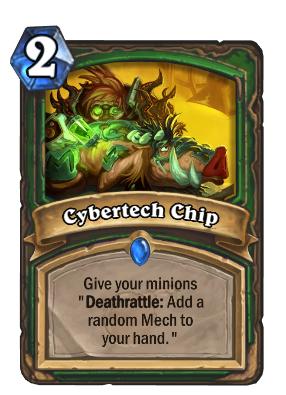 2
Cybertech Chip
Give your minions
"Deathrattle: Add a
random Mech to
your hand. "